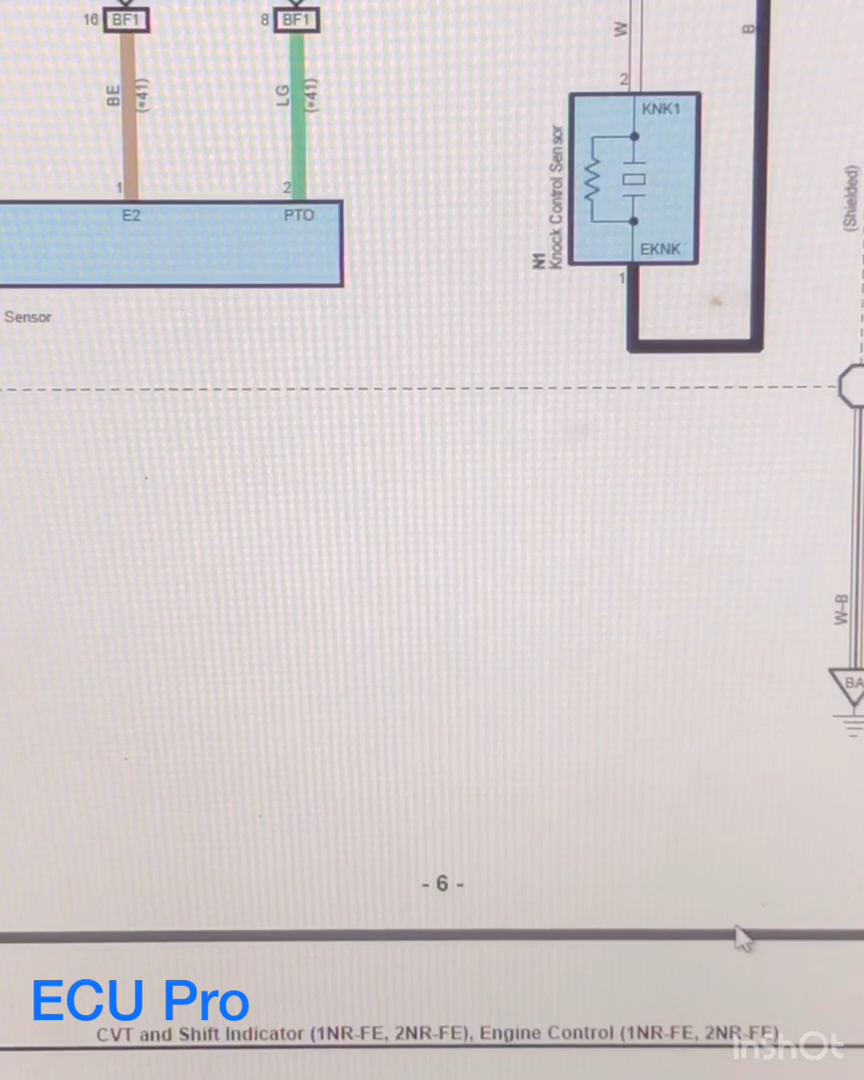 16 BF1
8 BF1
BE
(*41)
LG
(*41)
W
B
1
2
E2
PTO
Sensor
2
KNK1
EKNK
1
N1
Knock Control Sensor
(Shielded)
W-B
BA
- 6 -
ECU Pro
CVT and Shift Indicator (1NR-FE, 2NR-FE), Engine Control (1NR-FE, 2NR-FE)
InShOt